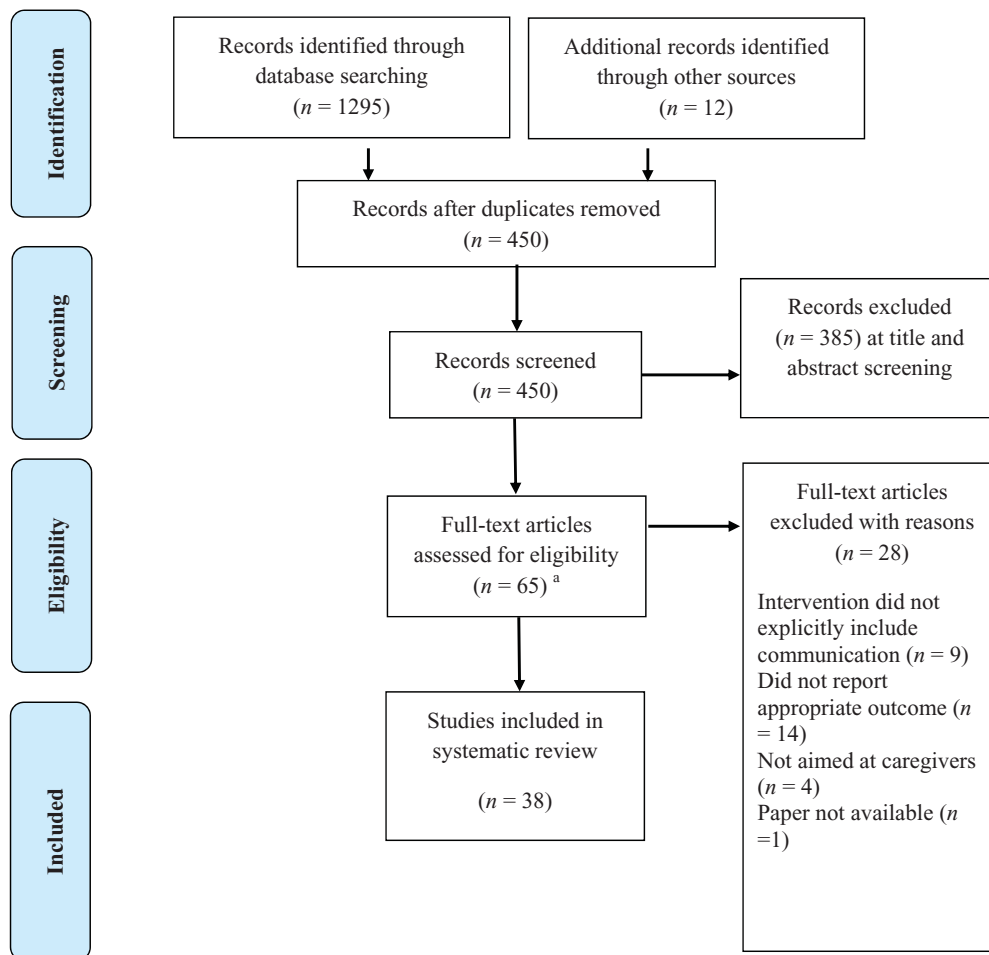 Identification
Records identified through
database searching
(n = 1295)
Additional records identified
through other sources
(n = 12)
Records after duplicates removed
(n = 450)
Screening
Records screened
(n = 450)
Records excluded
(n = 385) at title and
abstract screening
Eligibility
Full-text articles
assessed for eligibility
(n = 65) a
Full-text articles
excluded with reasons
(n = 28)
Intervention did not
explicitly include
communication (n = 9)
Did not report
appropriate outcome (n
= 14)
Not aimed at caregivers
(n = 4)
Paper not available (n
=1)
Included
Studies included in
systematic review
(n = 38)